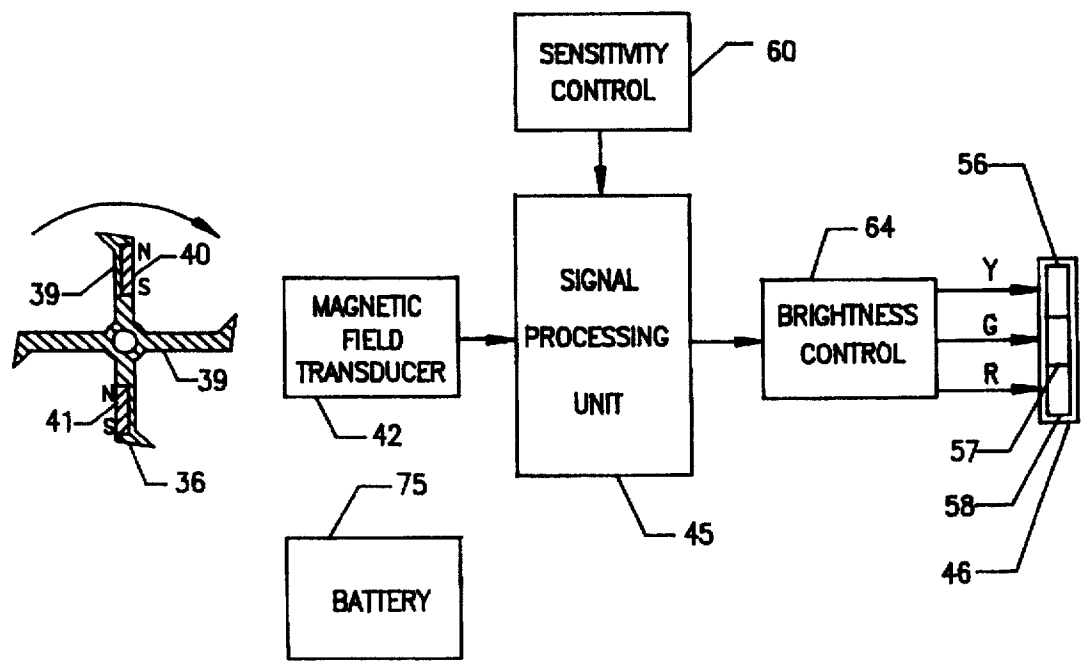 SENSITIVITY
CONTROL
60
56
64
N
40
39
S
Y
SIGNAL
PROCESSING
UNIT
MAGNETIC
FIELD
TRANSDUCER
BRIGHTNESS
CONTROL
G
R
39
N
41
S
42
36
57
75
45
58
46
BATTERY